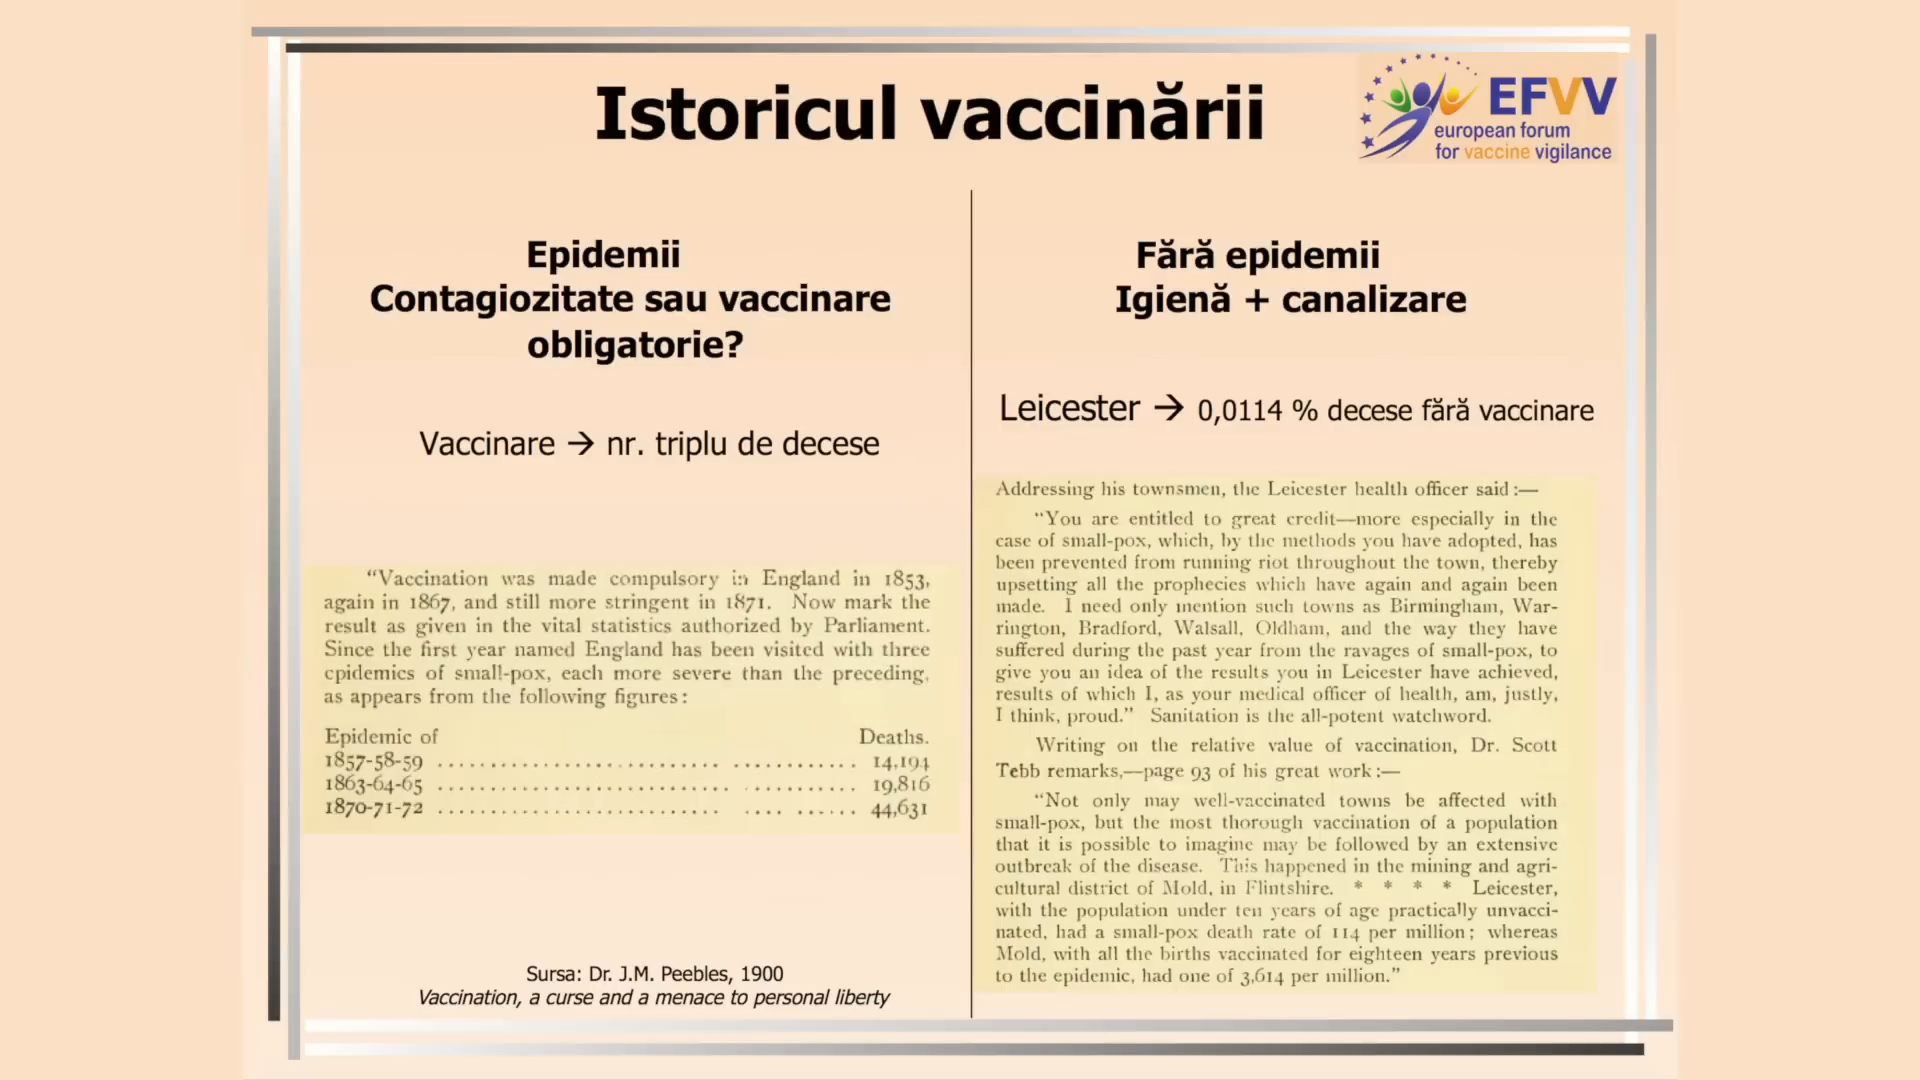 Istoricul vaccinării
EFVV
european forum
for vaccine vigilance
Epidemii
Contagiozitate sau vaccinare
obligatorie?
Vaccinare → nr. triplu de decese
“Vaccination was made compulsory in England in 1853,
again in 1867, and still more stringent in 1871. Now mark the
result as given in the vital statistics authorized by Parliament.
Since the first year named England has been visited with three
epidemics of small-pox, each more severe than the preceding,
as appears from the following figures:
Epidemic of Deaths.
1857-58-59 ........................................ 14,194
1863-64-65 ........................................ 19,816
1870-71-72 ........................................ 44,631
Sursa: Dr. J.M. Peebles, 1900
Vaccination, a curse and a menace to personal liberty
Fără epidemii
Igienă + canalizare
Leicester → 0,0114 % decese fără vaccinare
Addressing his townsmen, the Leicester health officer said:—
“You are entitled to great credit—more especially in the
case of small-pox, which, by the methods you have adopted, has
been prevented from running riot throughout the town, thereby
upsetting all the prophecies which have again and again been
made. I need only mention such towns as Birmingham, War-
rington, Bradford, Walsall, Oldham, and the way they have
suffered during the past year from the ravages of small-pox, to
give you an idea of the results you in Leicester have achieved,
results of which I, as your medical officer of health, am, justly,
I think, proud.” Sanitation is the all-potent watchword.
Writing on the relative value of vaccination, Dr. Scott
Tebb remarks,—page 93 of his great work:—
“Not only may well-vaccinated towns be affected with
small-pox, but the most thorough vaccination of a population
that it is possible to imagine may be followed by an extensive
outbreak of the disease. This happened in the mining and agri-
cultural district of Mold, in Flintshire. * * * * Leicester,
with the population under ten years of age practically unvacci-
nated, had a small-pox death rate of 114 per million; whereas
Mold, with all the births vaccinated for eighteen years previous
to the epidemic, had one of 3,614 per million.”